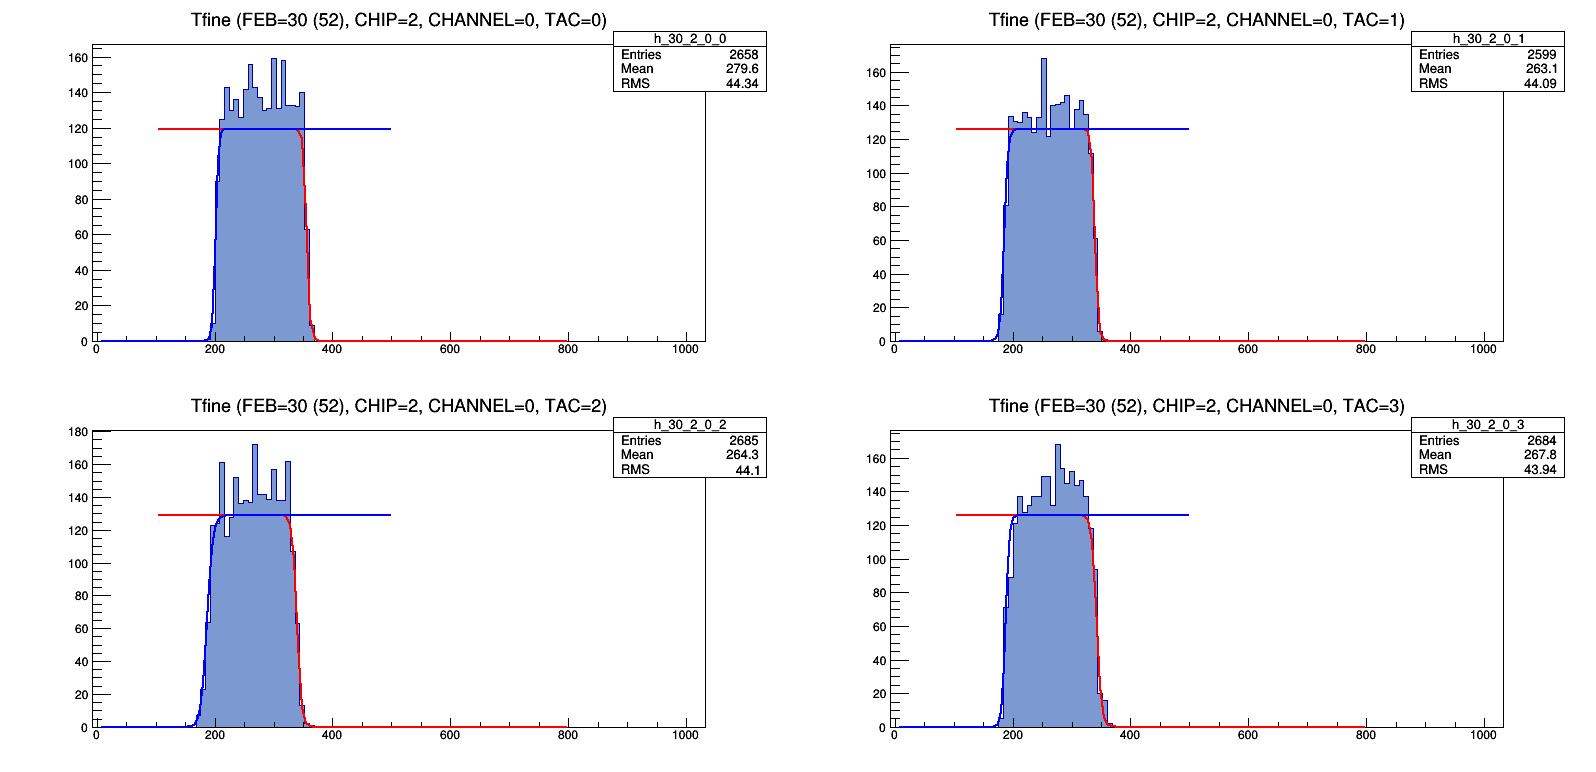 Tfine (FEB=30 (52), CHIP=2, CHANNEL=0, TAC=0)
h_30_2_0_0
Entries 2658
Mean 279.6
RMS 44.34
160
140
120
100
80
60
40
20
0
0 200 400 600 800 1000
Tfine (FEB=30 (52), CHIP=2, CHANNEL=0, TAC=1)
h_30_2_0_1
Entries 2599
Mean 263.1
RMS 44.09
160
140
120
100
80
60
40
20
0
0 200 400 600 800 1000
Tfine (FEB=30 (52), CHIP=2, CHANNEL=0, TAC=2)
h_30_2_0_2
Entries 2685
Mean 264.3
RMS 44.1
180
160
140
120
100
80
60
40
20
0
0 200 400 600 800 1000
Tfine (FEB=30 (52), CHIP=2, CHANNEL=0, TAC=3)
h_30_2_0_3
Entries 2684
Mean 267.8
RMS 43.94
160
140
120
100
80
60
40
20
0
0 200 400 600 800 1000